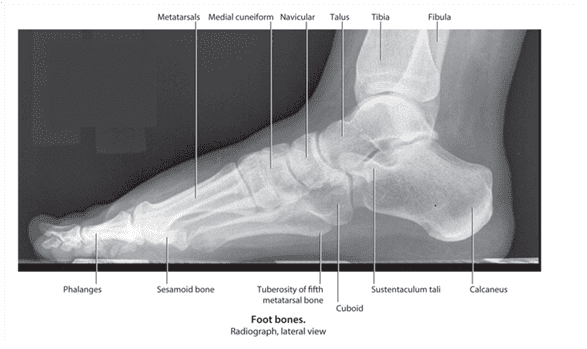 Metatarsals Medial cuneiform Navicular Talus Tibia Fibula
Phalanges Sesamoid bone Tuberosity of fifth metatarsal bone Sustentaculum tali Calcaneus
Cuboid
Foot bones.
Radiograph, lateral view